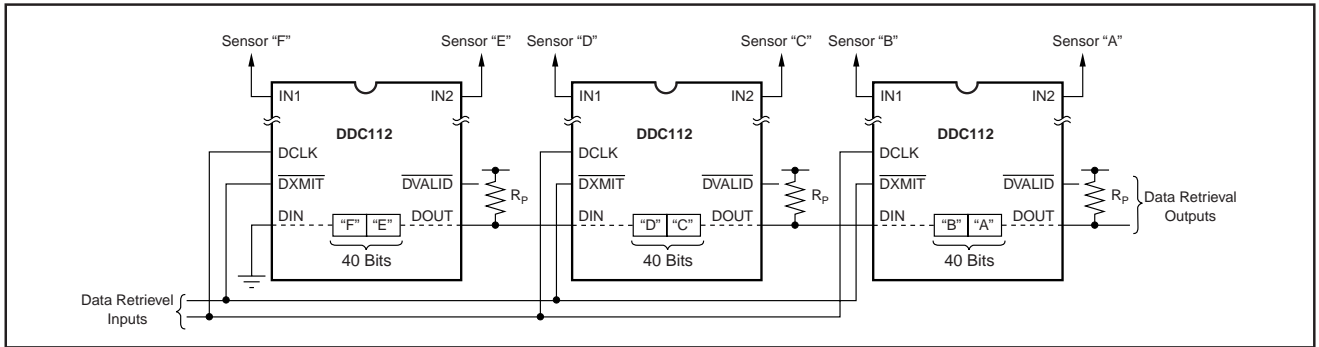 Sensor “F” Sensor “E” Sensor “D” Sensor “C” Sensor “B” Sensor “A”
IN1 IN2 IN1 IN2 IN1 IN2
DDC112 DDC112 DDC112
DCLK DCLK DCLK
DXMIT DVALID RP DXMIT DVALID RP DXMIT DVALID RP
Data Retrieval
Outputs
DIN “F” “E” DOUT DIN “D” “C” DOUT DIN “B” “A” DOUT
40 Bits 40 Bits 40 Bits
Data Retrievel
Inputs